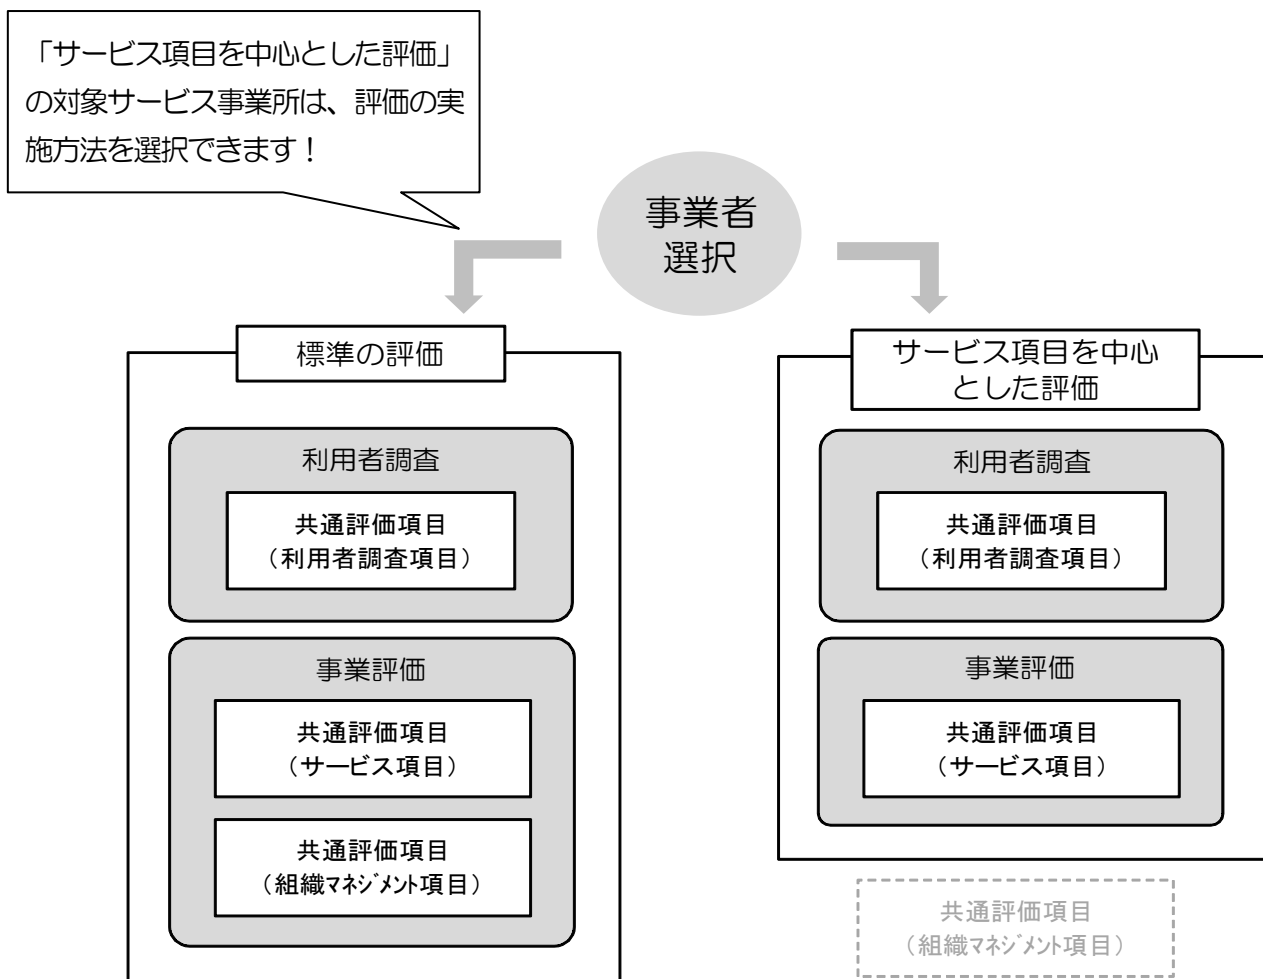 「サービス項目を中心とした評価」
の対象サービス事業所は、評価の実
施方法を選択できます！
事業者
選択
標準の評価
利用者調査
共通評価項目
（利用者調査項目）
事業評価
共通評価項目
（サービス項目）
共通評価項目
（組織マネジメント項目）
サービス項目を中心
とした評価
利用者調査
共通評価項目
（利用者調査項目）
事業評価
共通評価項目
（サービス項目）
共通評価項目
（組織マネジメント項目）